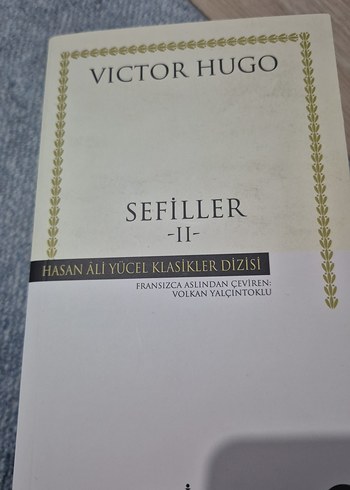 VICTOR HUGO
SEFİLLER
-II-
HASAN ÂLİ YÜCEL KLASİKLER DİZİSİ
FRANSIZCA ASLINDAN ÇEVİREN:
VOLKAN YALÇINTOKLU